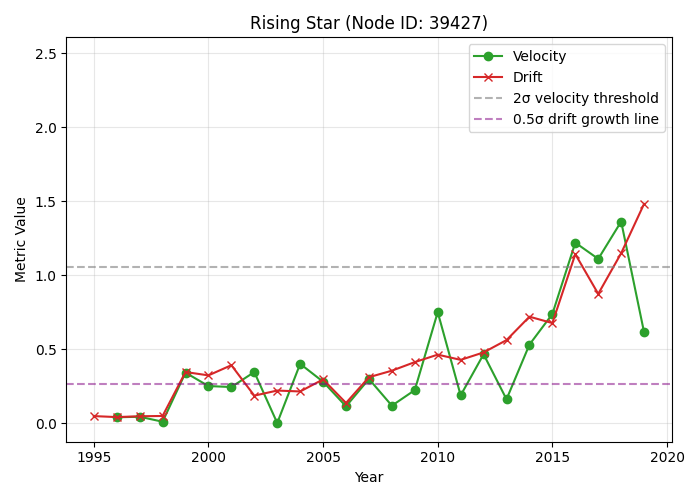 Rising Star (Node ID: 39427)
Velocity
Drift
2σ velocity threshold
0.5σ drift growth line
Metric Value
2.5
2.0
1.5
1.0
0.5
0.0
1995
2000
2005
2010
2015
2020
Year